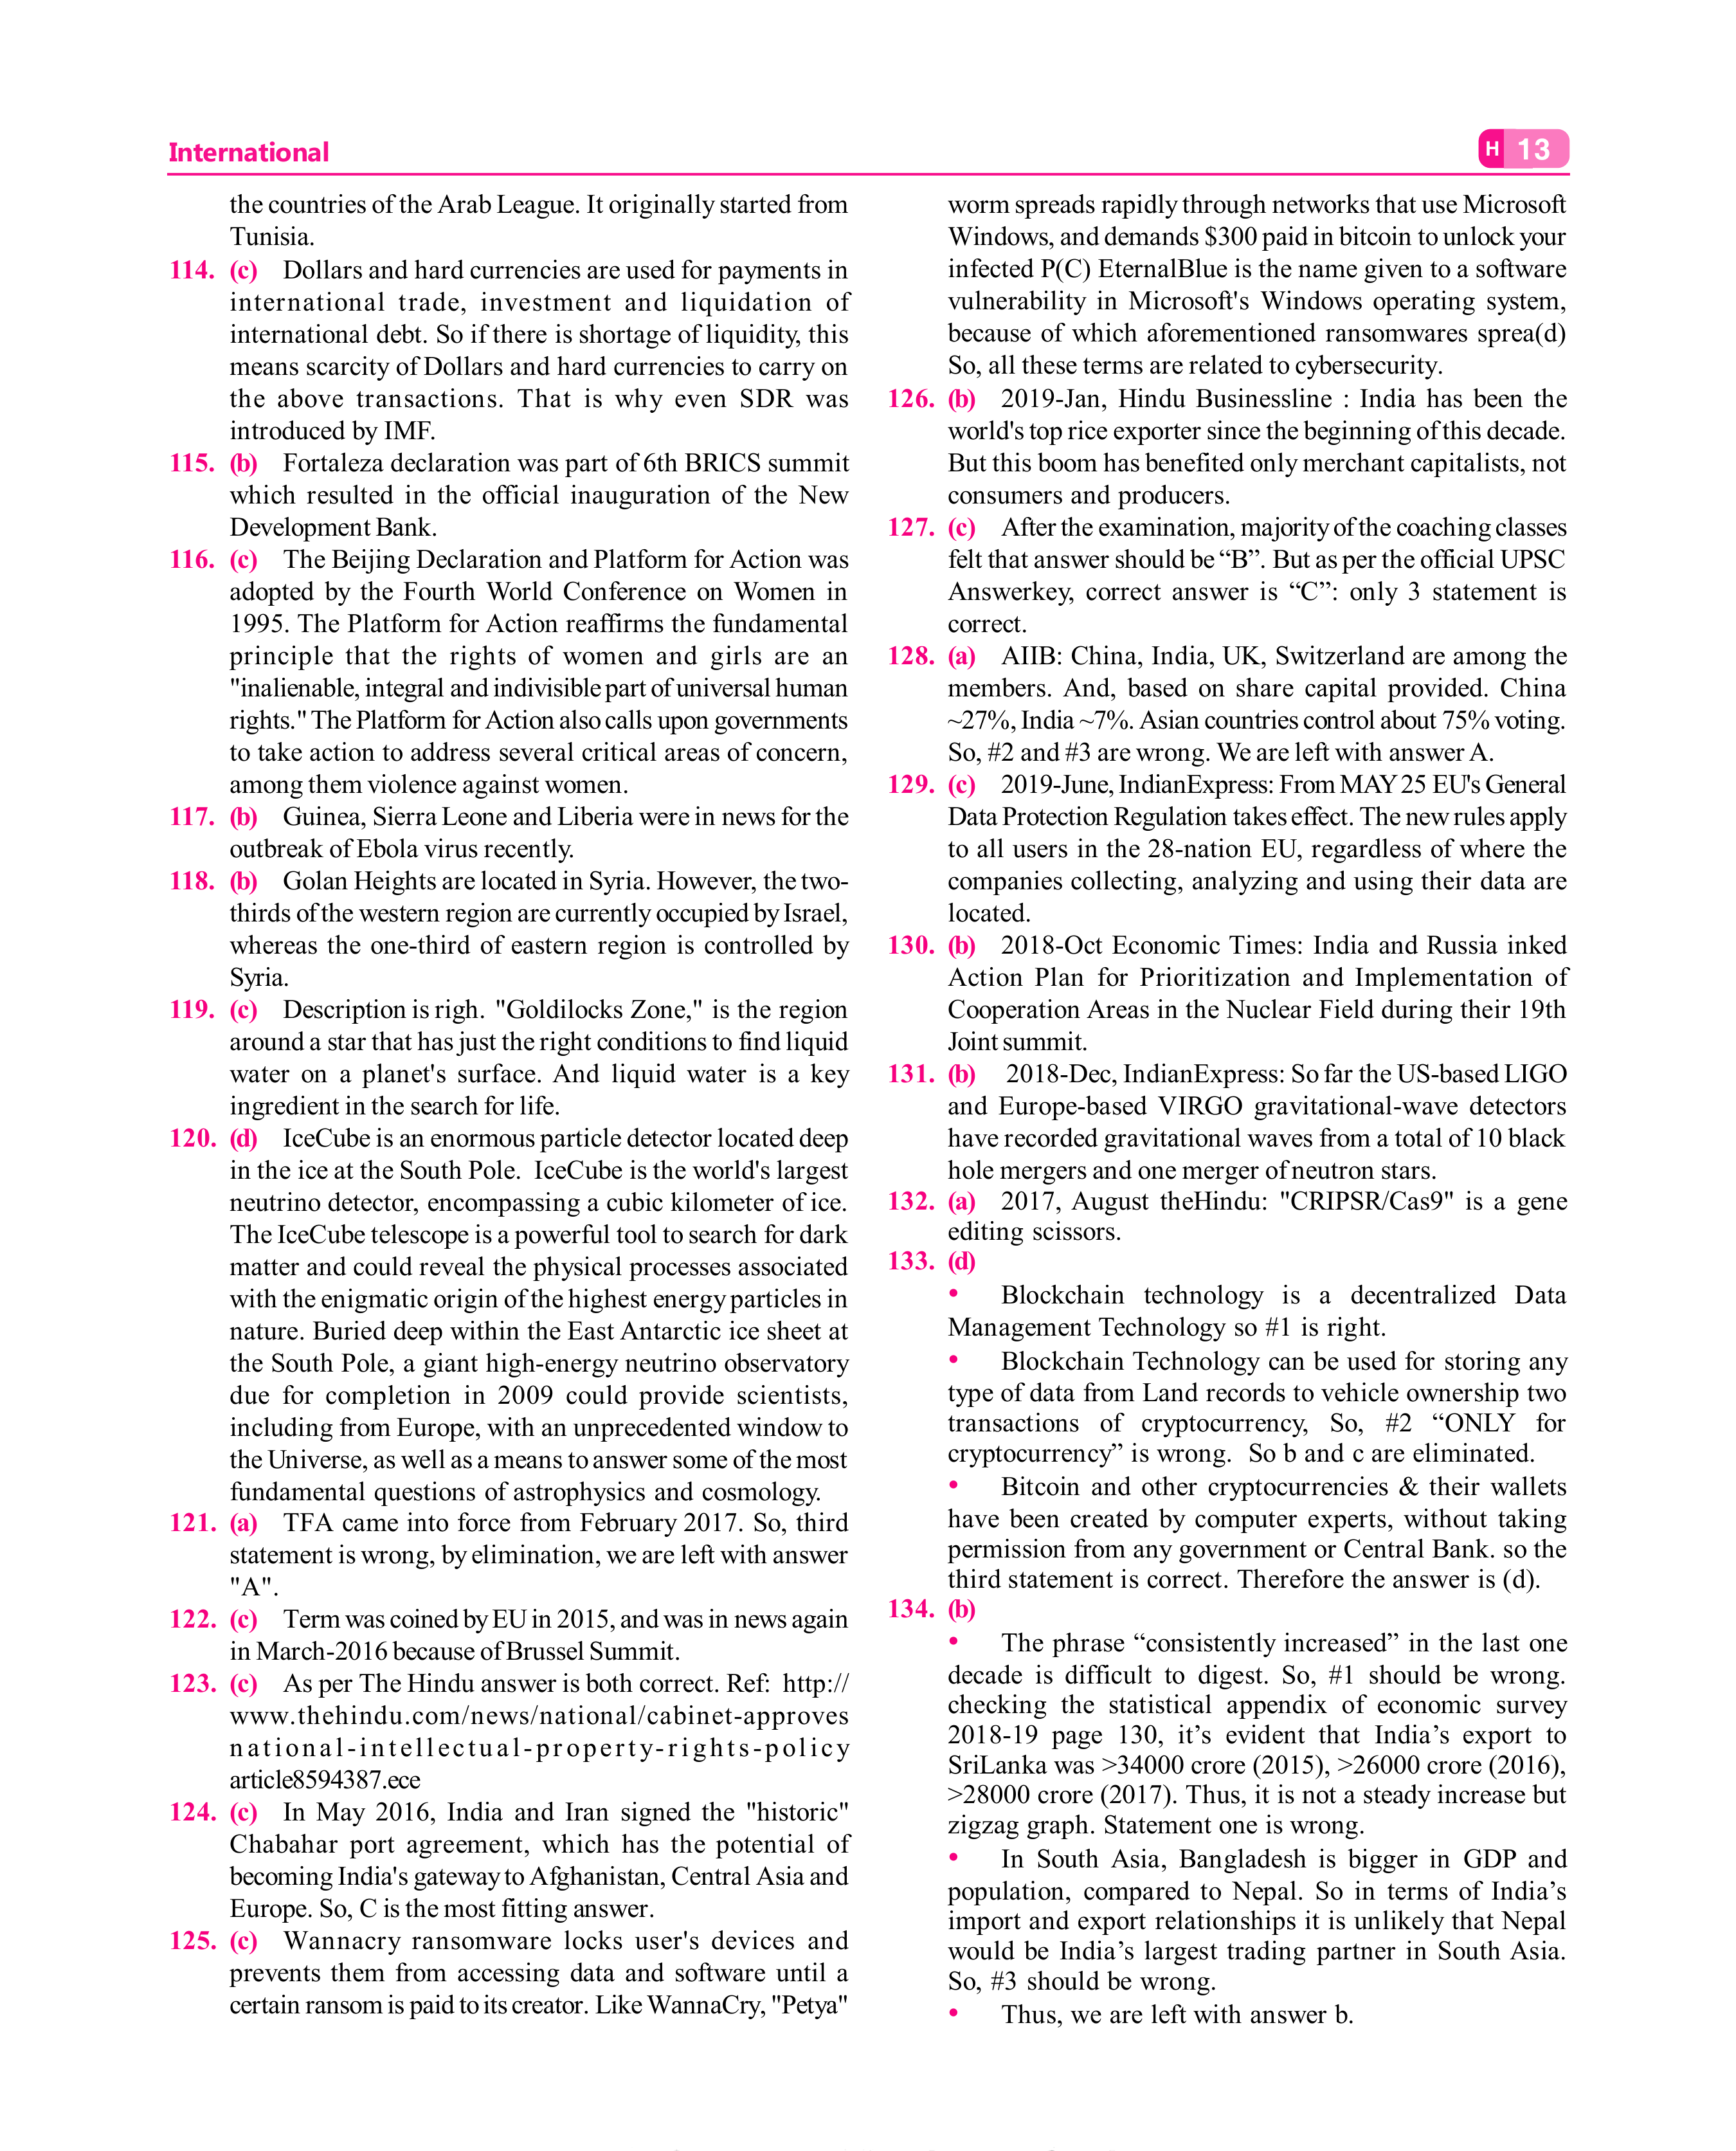 International
H 13
the countries of the Arab League. It originally started from
Tunisia.
114. (c) Dollars and hard currencies are used for payments in
international trade, investment and liquidation of
international debt. So if there is shortage of liquidity, this
means scarcity of Dollars and hard currencies to carry on
the above transactions. That is why even SDR was
introduced by IMF.
115. (b) Fortaleza declaration was part of 6th BRICS summit
which resulted in the official inauguration of the New
Development Bank.
116. (c) The Beijing Declaration and Platform for Action was
adopted by the Fourth World Conference on Women in
1995. The Platform for Action reaffirms the fundamental
principle that the rights of women and girls are an
"inalienable, integral and indivisible part of universal human
rights." The Platform for Action also calls upon governments
to take action to address several critical areas of concern,
among them violence against women.
117. (b) Guinea, Sierra Leone and Liberia were in news for the
outbreak of Ebola virus recently.
118. (b) Golan Heights are located in Syria. However, the two-
thirds of the western region are currently occupied by Israel,
whereas the one-third of eastern region is controlled by
Syria.
119. (c) Description is righ. "Goldilocks Zone," is the region
around a star that has just the right conditions to find liquid
water on a planet's surface. And liquid water is a key
ingredient in the search for life.
120. (d) IceCube is an enormous particle detector located deep
in the ice at the South Pole. IceCube is the world's largest
neutrino detector, encompassing a cubic kilometer of ice.
The IceCube telescope is a powerful tool to search for dark
matter and could reveal the physical processes associated
with the enigmatic origin of the highest energy particles in
nature. Buried deep within the East Antarctic ice sheet at
the South Pole, a giant high-energy neutrino observatory
due for completion in 2009 could provide scientists,
including from Europe, with an unprecedented window to
the Universe, as well as a means to answer some of the most
fundamental questions of astrophysics and cosmology.
121. (a) TFA came into force from February 2017. So, third
statement is wrong, by elimination, we are left with answer
"A".
122. (c) Term was coined by EU in 2015, and was in news again
in March-2016 because of Brussel Summit.
123. (c) As per The Hindu answer is both correct. Ref: http://
www.thehindu.com/news/national/cabinet-approves
national-intellectual-property-rights-policy
article8594387.ece
124. (c) In May 2016, India and Iran signed the "historic"
Chabahar port agreement, which has the potential of
becoming India's gateway to Afghanistan, Central Asia and
Europe. So, C is the most fitting answer.
125. (c) Wannacry ransomware locks user's devices and
prevents them from accessing data and software until a
certain ransom is paid to its creator. Like WannaCry, "Petya"
worm spreads rapidly through networks that use Microsoft
Windows, and demands $300 paid in bitcoin to unlock your
infected P(C) EternalBlue is the name given to a software
vulnerability in Microsoft's Windows operating system,
because of which aforementioned ransomwares sprea(d)
So, all these terms are related to cybersecurity.
126. (b) 2019-Jan, Hindu Businessline : India has been the
world's top rice exporter since the beginning of this decade.
But this boom has benefited only merchant capitalists, not
consumers and producers.
127. (c) After the examination, majority of the coaching classes
felt that answer should be “B”. But as per the official UPSC
Answerkey, correct answer is “C”: only 3 statement is
correct.
128. (a) AIIB: China, India, UK, Switzerland are among the
members. And, based on share capital provided. China
~27%, India ~7%. Asian countries control about 75% voting.
So, #2 and #3 are wrong. We are left with answer A.
129. (c) 2019-June, IndianExpress: From MAY 25 EU's General
Data Protection Regulation takes effect. The new rules apply
to all users in the 28-nation EU, regardless of where the
companies collecting, analyzing and using their data are
located.
130. (b) 2018-Oct Economic Times: India and Russia inked
Action Plan for Prioritization and Implementation of
Cooperation Areas in the Nuclear Field during their 19th
Joint summit.
131. (b) 2018-Dec, IndianExpress: So far the US-based LIGO
and Europe-based VIRGO gravitational-wave detectors
have recorded gravitational waves from a total of 10 black
hole mergers and one merger of neutron stars.
132. (a) 2017, August theHindu: "CRIPSR/Cas9" is a gene
editing scissors.
133. (d)
• Blockchain technology is a decentralized Data
Management Technology so #1 is right.
• Blockchain Technology can be used for storing any
type of data from Land records to vehicle ownership two
transactions of cryptocurrency, So, #2 “ONLY for
cryptocurrency” is wrong. So b and c are eliminated.
• Bitcoin and other cryptocurrencies & their wallets
have been created by computer experts, without taking
permission from any government or Central Bank. so the
third statement is correct. Therefore the answer is (d).
134. (b)
• The phrase “consistently increased” in the last one
decade is difficult to digest. So, #1 should be wrong.
checking the statistical appendix of economic survey
2018-19 page 130, it’s evident that India’s export to
SriLanka was >34000 crore (2015), >26000 crore (2016),
>28000 crore (2017). Thus, it is not a steady increase but
zigzag graph. Statement one is wrong.
• In South Asia, Bangladesh is bigger in GDP and
population, compared to Nepal. So in terms of India’s
import and export relationships it is unlikely that Nepal
would be India’s largest trading partner in South Asia.
So, #3 should be wrong.
• Thus, we are left with answer b.